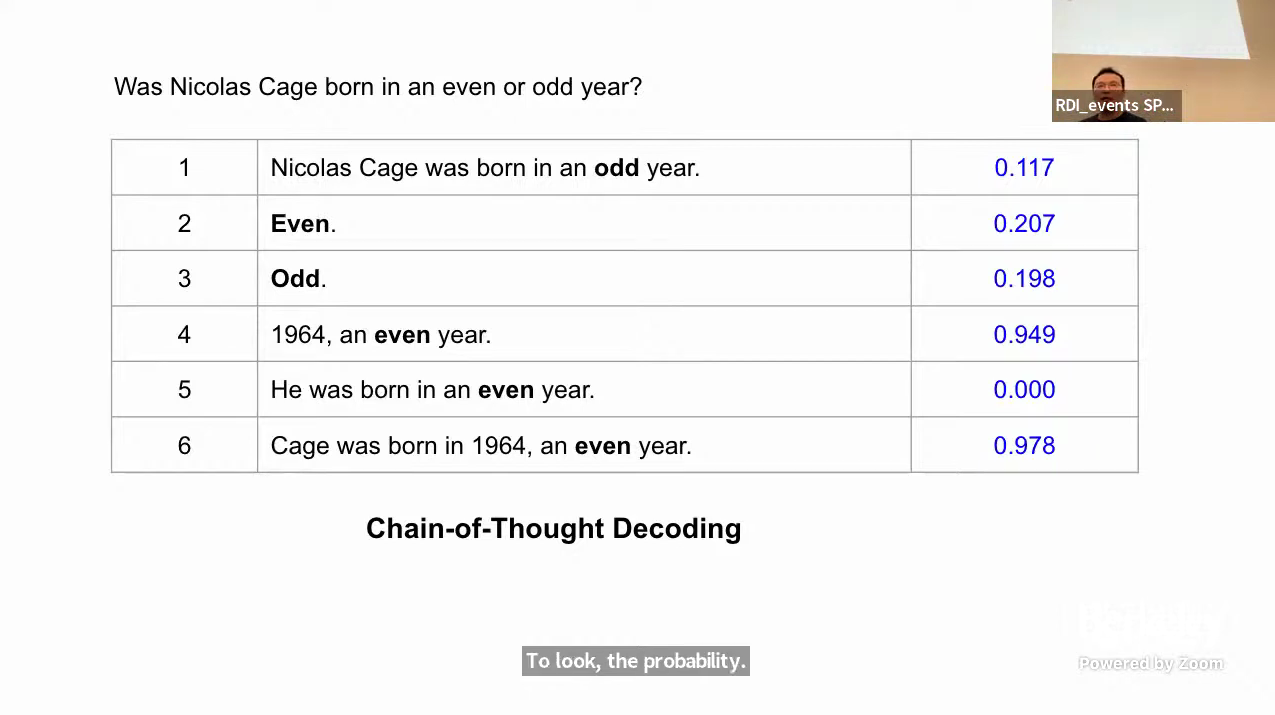 Was Nicolas Cage born in an even or odd year?
RDI_events SP...
1 Nicolas Cage was born in an odd year. 0.117
2 Even. 0.207
3 Odd. 0.198
4 1964, an even year. 0.949
5 He was born in an even year. 0.000
6 Cage was born in 1964, an even year. 0.978
Chain-of-Thought Decoding
To look, the probability.
Powered by Zoom